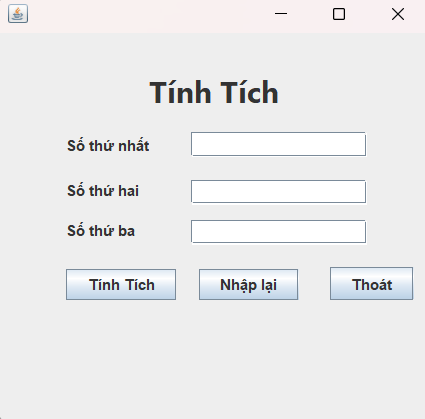 Tính Tích
Số thứ nhất
Số thứ hai
Số thứ ba
Tính Tích Nhập lại Thoát